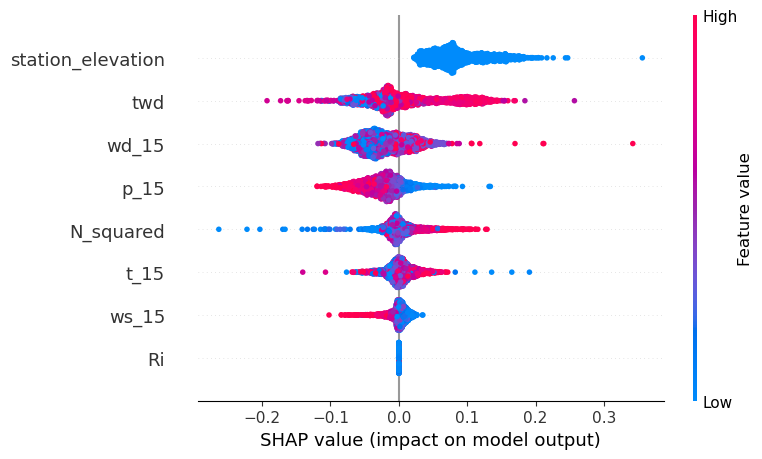 High
station_elevation
twd
wd_15
p_15
N_squared
t_15
ws_15
Ri
Feature value
Low
−0.2 −0.1 0.0 0.1 0.2 0.3
SHAP value (impact on model output)